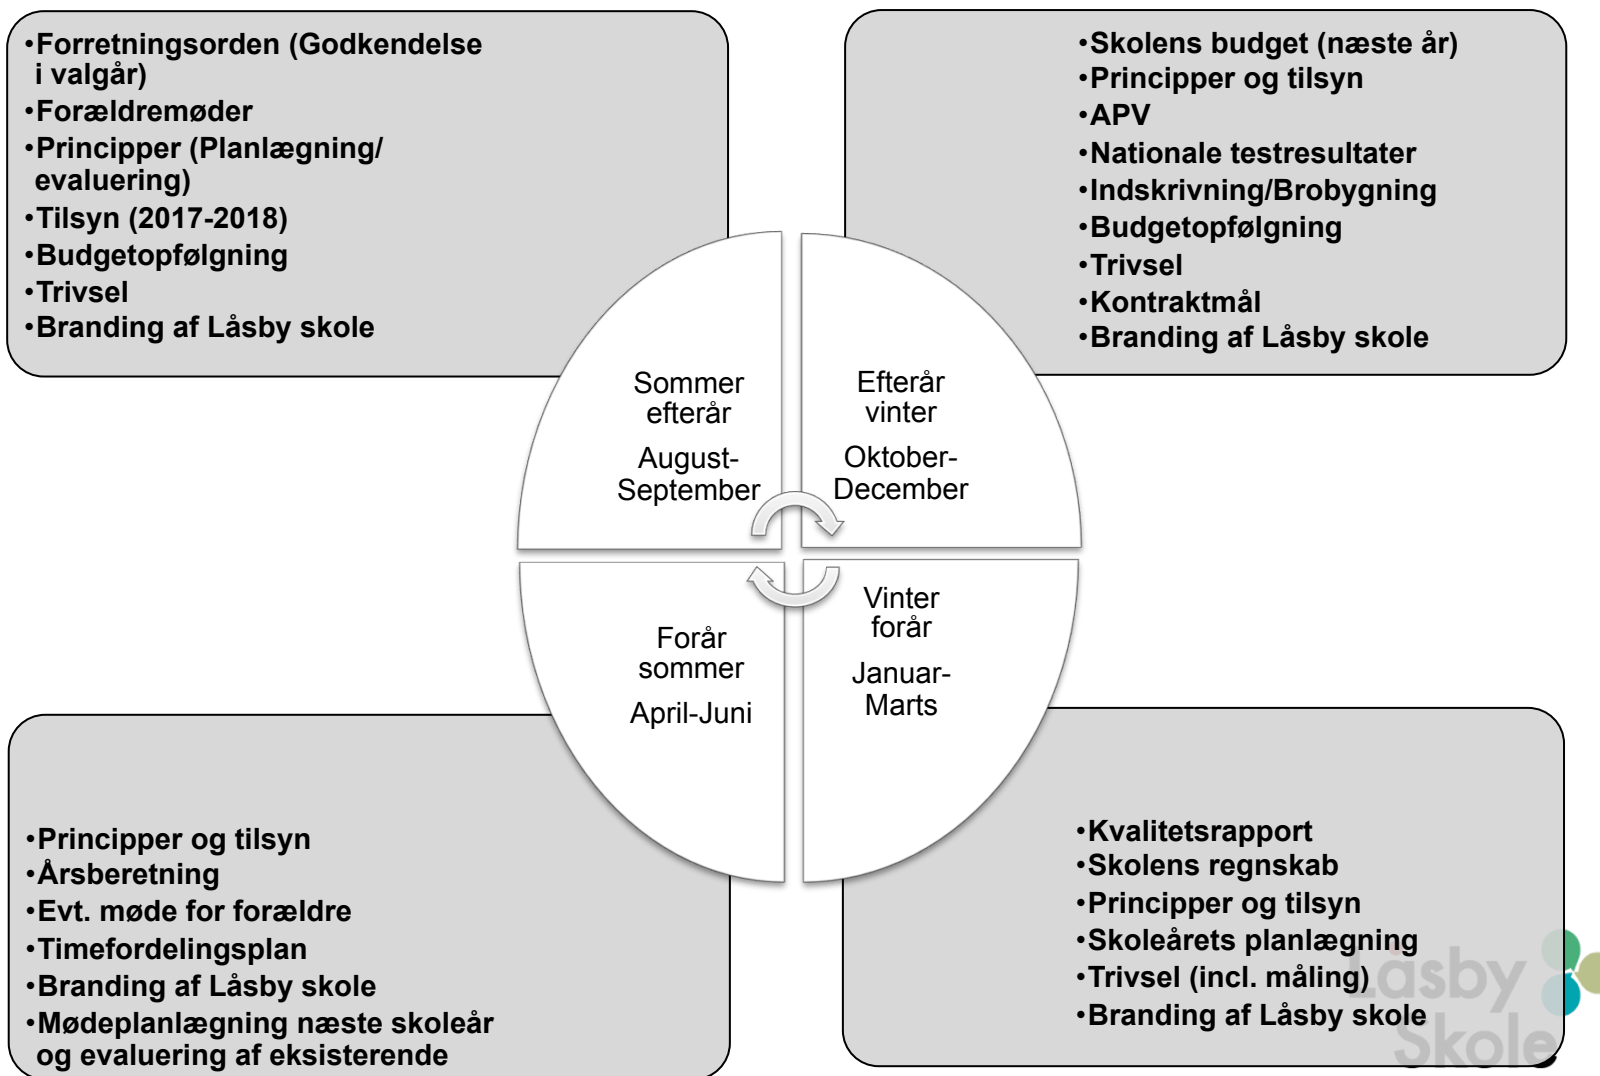 •Forretningsorden (Godkendelse
i valgår)
•Forældremøder
•Principper (Planlægning/
evaluering)
•Tilsyn (2017-2018)
•Budgetopfølgning
•Trivsel
•Branding af Låsby skole
•Skolens budget (næste år)
•Principper og tilsyn
•APV
•Nationale testresultater
•Indskrivning/Brobygning
•Budgetopfølgning
•Trivsel
•Kontraktmål
•Branding af Låsby skole
Sommer
efterår
August-
September
Efterår
vinter
Oktober-
December
Forår
sommer
April-Juni
Vinter
forår
Januar-
Marts
•Principper og tilsyn
•Årsberetning
•Evt. møde for forældre
•Timefordelingsplan
•Branding af Låsby skole
•Mødeplanlægning næste skoleår
og evaluering af eksisterende
•Kvalitetsrapport
•Skolens regnskab
•Principper og tilsyn
•Skoleårets planlægning
•Trivsel (incl. måling)
•Branding af Låsby skole
Låsby
Skole